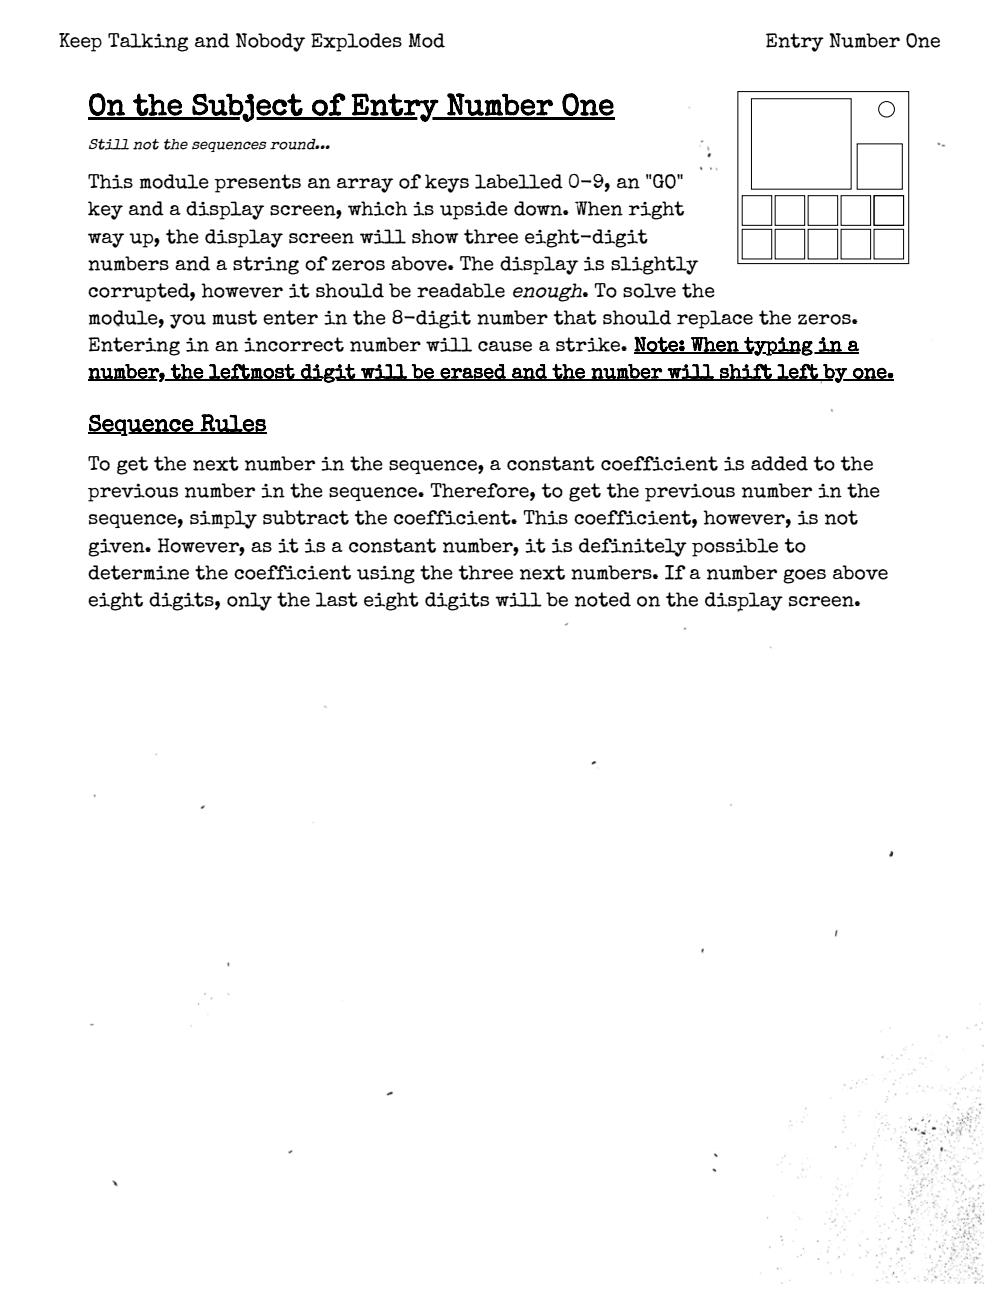 Keep Talking and Nobody Explodes Mod
Entry Number One
On the Subject of Entry Number One
Still not the sequences round...
This module presents an array of keys labelled 0-9, an "GO"
key and a display screen, which is upside down. When right
way up, the display screen will show three eight-digit
numbers and a string of zeros above. The display is slightly
corrupted, however it should be readable enough. To solve the
module, you must enter in the 8-digit number that should replace the zeros.
Entering in an incorrect number will cause a strike. Note: When typing in a
number, the leftmost digit will be erased and the number will shift left by one.
Sequence Rules
To get the next number in the sequence, a constant coefficient is added to the
previous number in the sequence. Therefore, to get the previous number in the
sequence, simply subtract the coefficient. This coefficient, however, is not
given. However, as it is a constant number, it is definitely possible to
determine the coefficient using the three next numbers. If a number goes above
eight digits, only the last eight digits will be noted on the display screen.